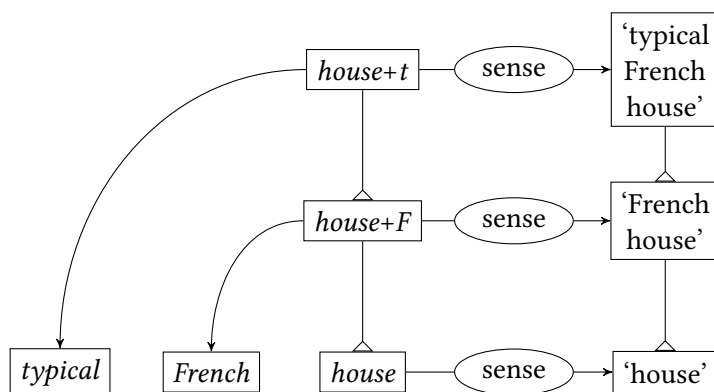 house+t
sense
‘typical
French
house’
house+F
sense
‘French
house’
typical
French
house
sense
‘house’